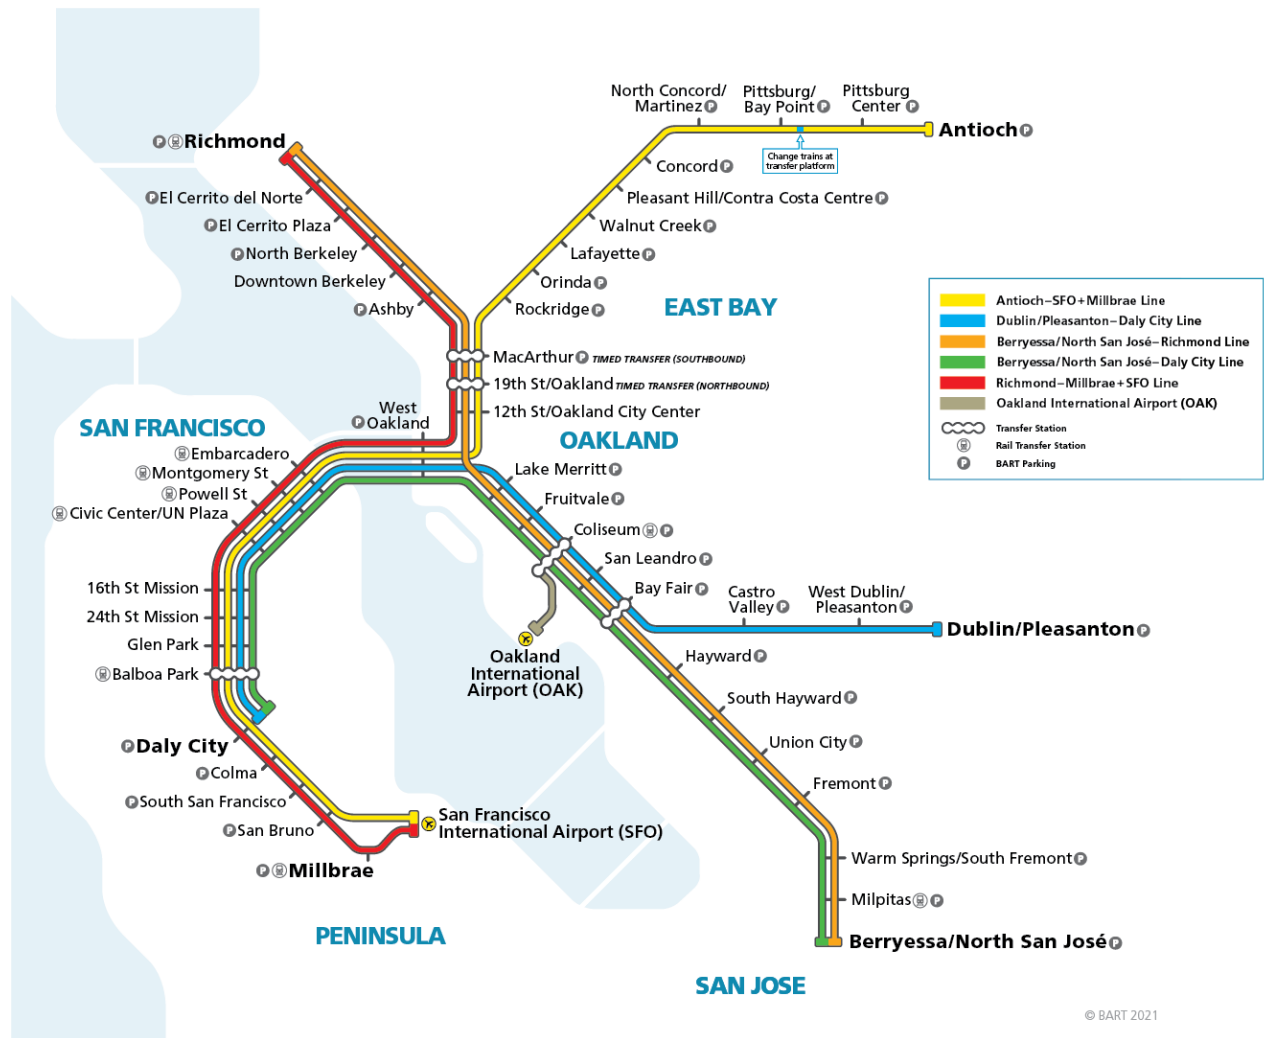 North Concord/
Martinez P
Pittsburg/
Bay Point P
Pittsburg
Center P
Antioch P
Change trains at
transfer platform
P Richmond
Concord P
P El Cerrito del Norte
Pleasant Hill/Contra Costa Centre P
P El Cerrito Plaza
Walnut Creek P
P North Berkeley
Lafayette P
Downtown Berkeley
Orinda P
P Ashby
Rockridge P
EAST BAY
MacArthur P TIMED TRANSFER (SOUTHBOUND)
19th St/Oakland TIMED TRANSFER (NORTHBOUND)
12th St/Oakland City Center
West
P Oakland
SAN FRANCISCO
OAKLAND
Embarcadero
Montgomery St
Powell St
Civic Center/UN Plaza
Lake Merritt P
Fruitvale P
Coliseum P
San Leandro P
Bay Fair P
Castro
Valley P
West Dublin/
Pleasanton P
Dublin/Pleasanton P
16th St Mission
24th St Mission
Glen Park
Balboa Park
Oakland
International
Airport (OAK)
Hayward P
South Hayward P
Union City P
Fremont P
P Daly City
P Colma
P South San Francisco
P San Bruno
San Francisco
International Airport (SFO)
P Millbrae
Warm Springs/South Fremont P
Milpitas P
Berryessa/North San José P
PENINSULA
SAN JOSE
Antioch–SFO+Millbrae Line
Dublin/Pleasanton–Daly City Line
Berryessa/North San José–Richmond Line
Berryessa/North San José–Daly City Line
Richmond–Millbrae+SFO Line
Oakland International Airport (OAK)
Transfer Station
Rail Transfer Station
P BART Parking
© BART 2021